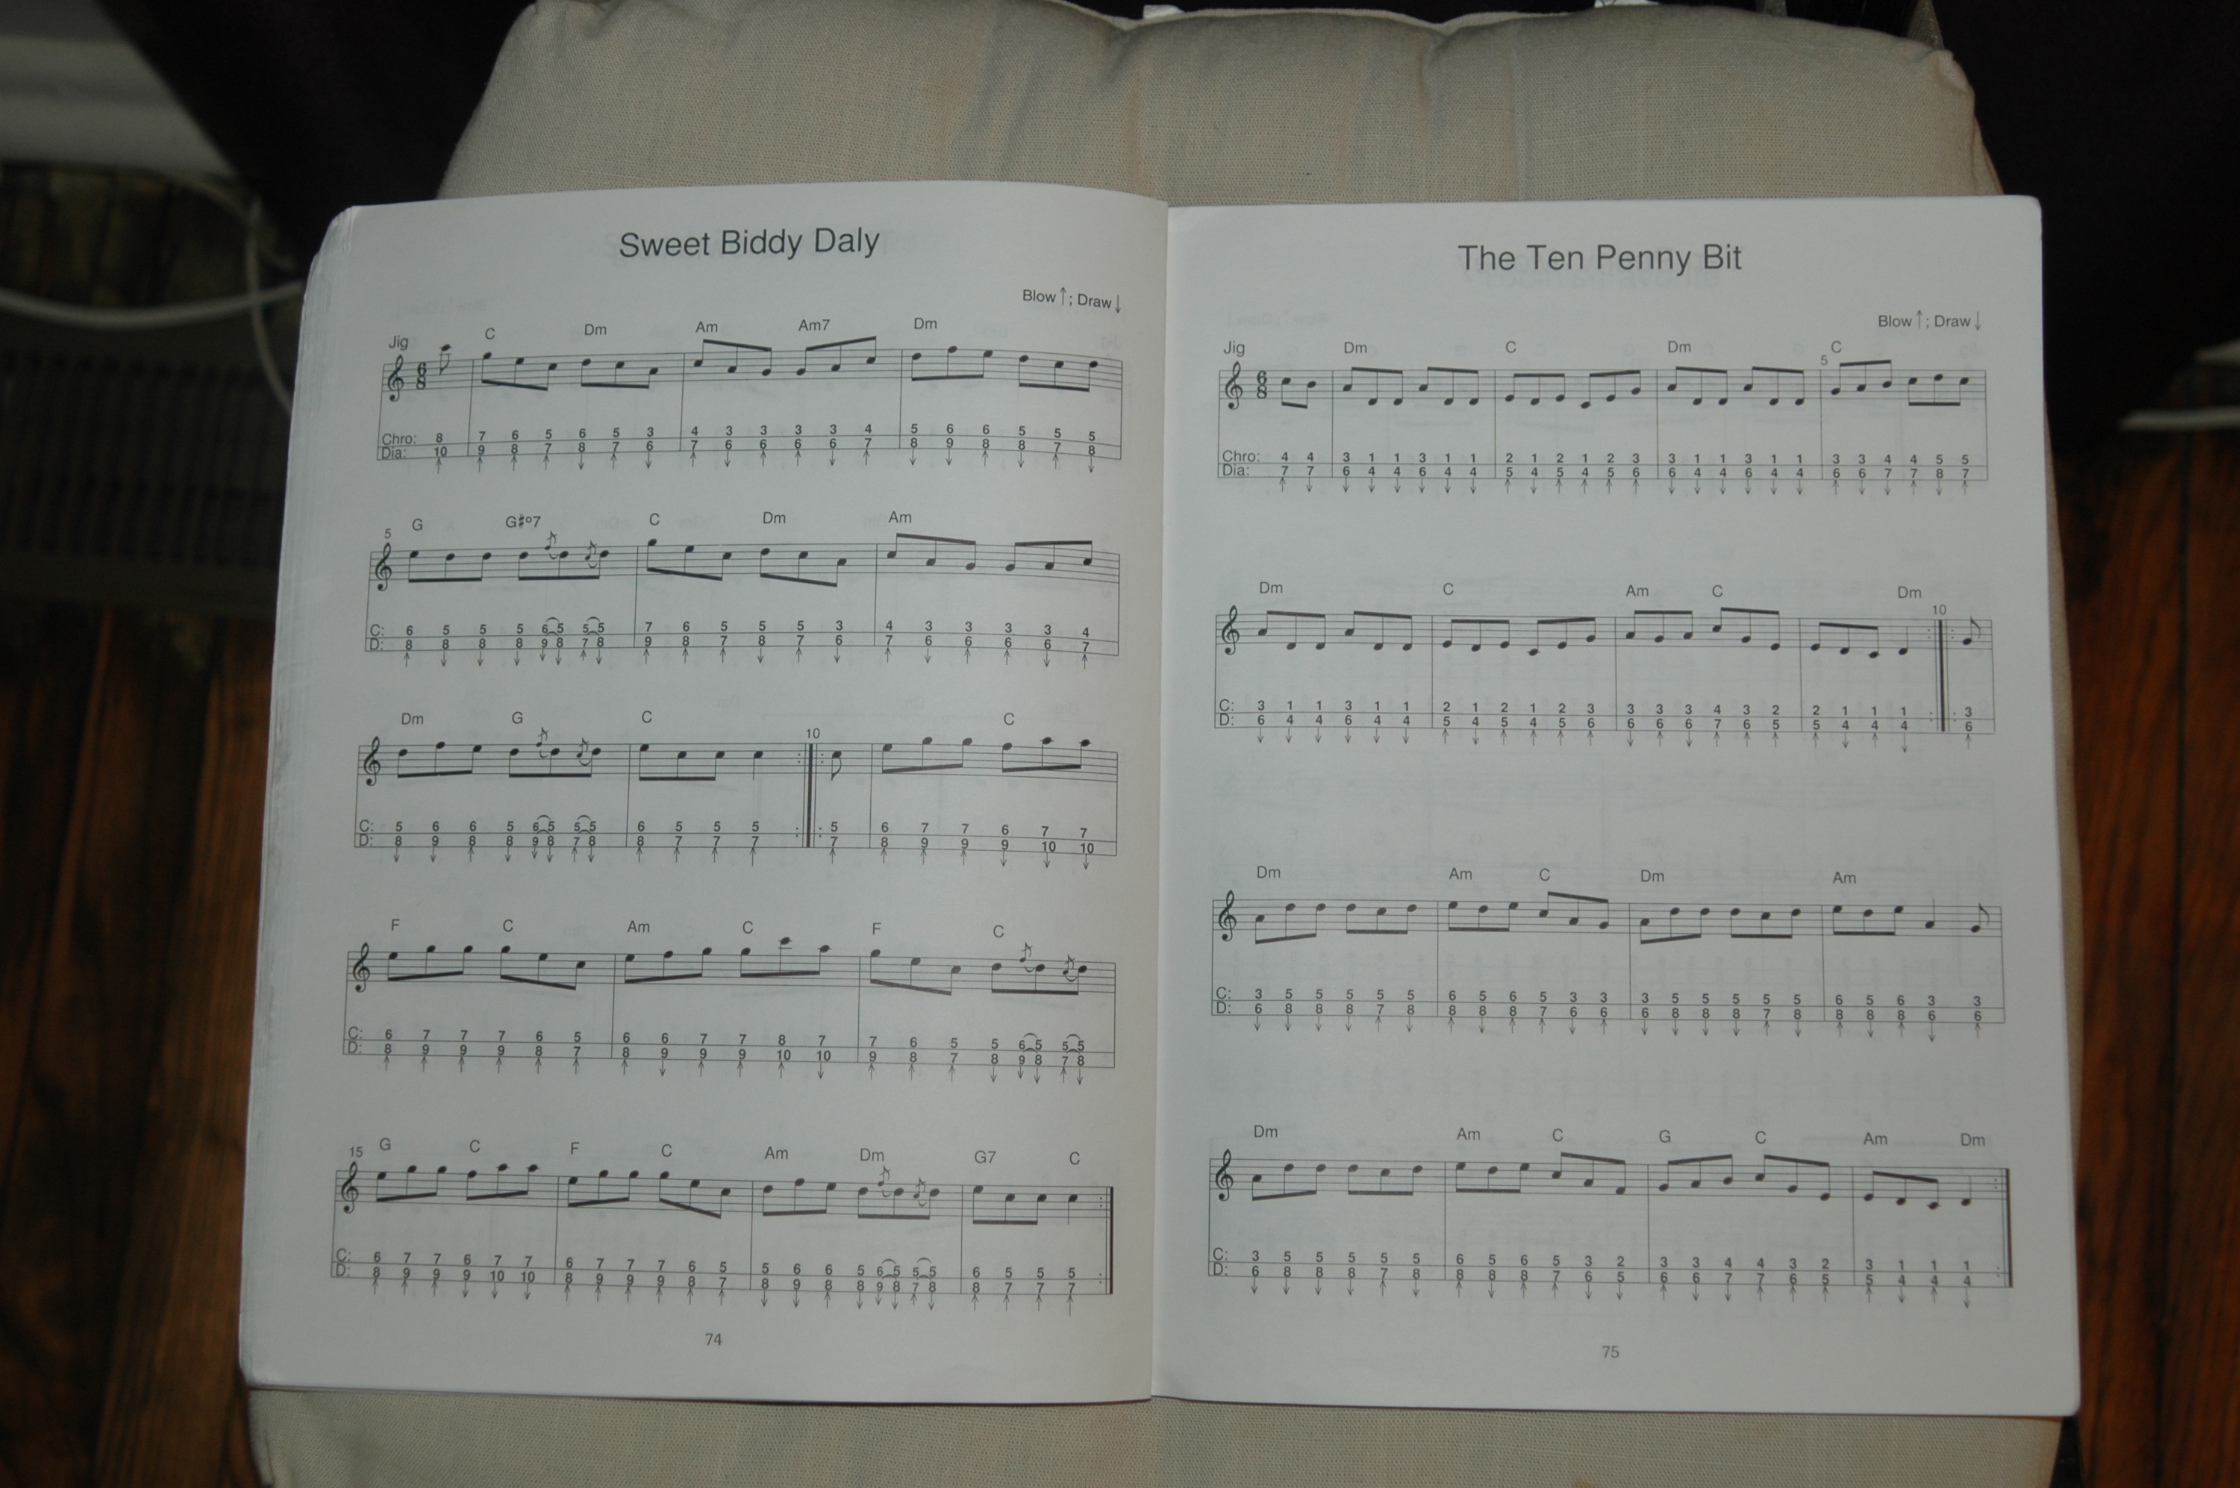 Sweet Biddy Daly
Blow ↑; Draw ↓
Jig C Dm Am Am7 Dm
Chro: 8 7 6 5 6 5 3 4 3 3 3 3 4 5 6 6 5 5 5
Dia: 10 9 8 7 8 7 6 7 6 6 6 6 7 8 9 8 8 7 8
5 G G♯°7 C Dm Am
C: 6 5 5 5 6 5 5 5 7 6 5 5 5 3 4 3 3 3 3 4
D: 8 8 8 8 9 8 7 8 9 8 7 8 7 6 7 6 6 6 6 7
Dm G C 10 C
C: 5 6 6 5 6 5 5 5 6 5 5 5 5 6 7 7 6 7 7
D: 8 9 8 8 9 8 7 8 8 7 7 7 7 8 9 9 9 10 10
F C Am C F C
C: 6 7 7 7 6 5 6 6 7 7 8 7 7 6 5 5 6 5 5 5
D: 8 9 9 9 8 7 8 9 9 9 10 10 9 8 7 8 9 8 7 8
15 G C F C Am Dm G7 C
C: 6 7 7 6 7 7 6 7 7 7 6 5 5 6 6 5 6 5 5 5 6 5 5 5
D: 8 9 9 9 10 10 8 9 9 9 8 7 8 9 8 8 9 8 7 8 8 7 7 7
74
The Ten Penny Bit
Blow ↑; Draw ↓
Jig Dm C Dm 5 C
Chro: 4 4 3 1 1 3 1 1 2 1 2 1 2 3 3 1 1 3 1 1 3 3 4 4 5 5
Dia: 7 7 6 4 4 6 4 4 5 4 5 4 5 6 6 4 4 6 4 4 6 6 7 7 8 7
Dm C Am C Dm 10
C: 3 1 1 3 1 1 2 1 2 1 2 3 3 3 3 4 3 2 2 1 1 1 3
D: 6 4 4 6 4 4 5 4 5 4 5 6 6 6 6 7 6 5 5 4 4 4 6
Dm Am C Dm Am
C: 3 5 5 5 5 5 6 5 6 5 3 3 3 5 5 5 5 5 6 5 6 3 3
D: 6 8 8 8 7 8 8 8 8 7 6 6 6 8 8 8 7 8 8 8 8 6 6
Dm Am C G C Am Dm
C: 3 5 5 5 5 5 6 5 6 5 3 2 3 3 4 4 3 2 3 1 1 1
D: 6 8 8 8 7 8 8 8 8 7 6 5 6 6 7 7 6 5 5 4 4 4
75